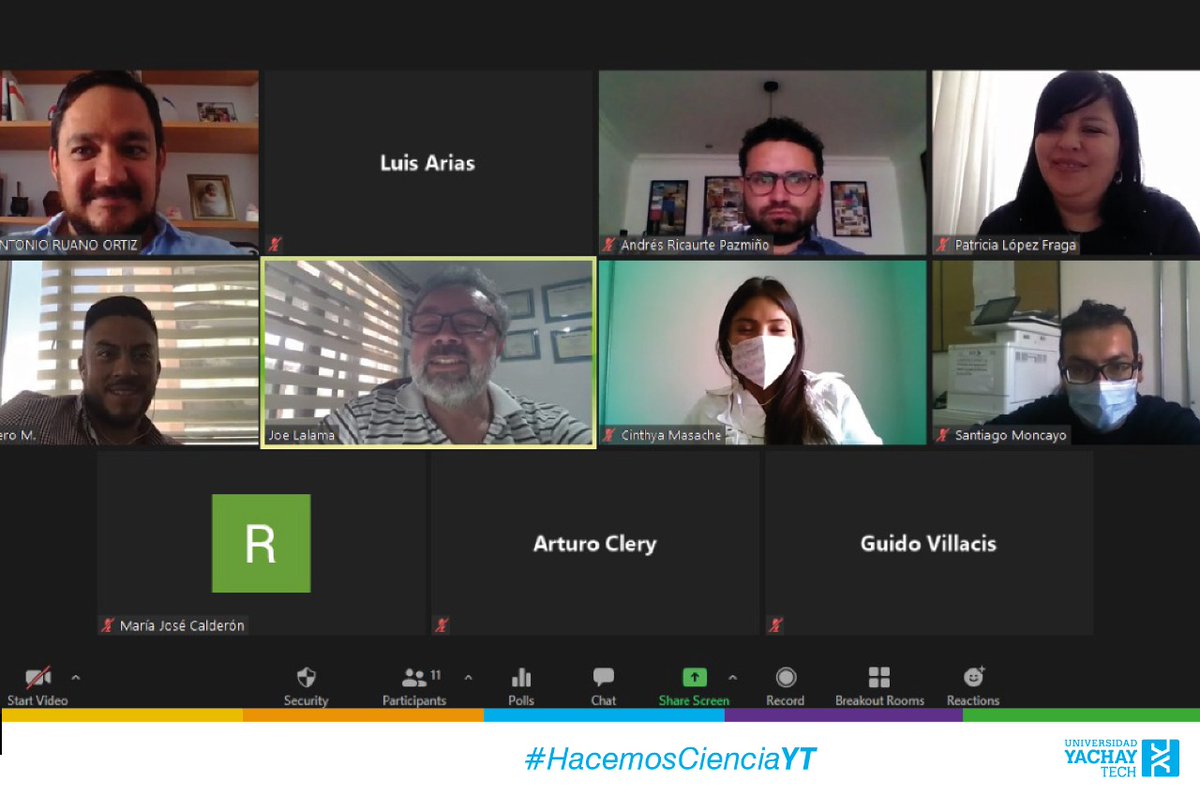 NTONIO RUANO ORTIZ
Luis Arias
Andrés Ricaurte Pazmiño
Patricia López Fraga
ero M.
Joe Lalama
Cinthya Masache
Santiago Moncayo
R
María José Calderón
Arturo Clery
Guido Villacis
Start Video
Security
Participants
11
Polls
Chat
Share Screen
Record
Breakout Rooms
Reactions
#HacemosCienciaYT
UNIVERSIDAD
YACHAY
TECH